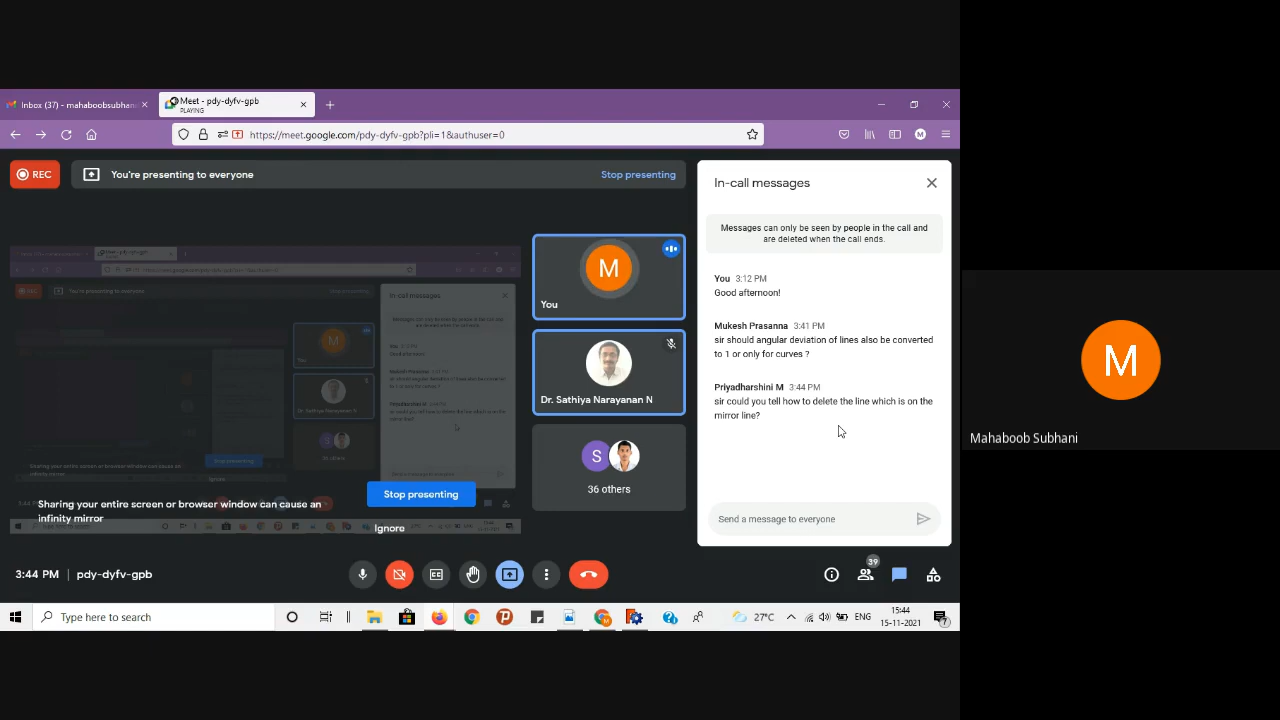 Inbox (37) - mahaboobsubhan
Meet - pdy-dyfv-gpb
PLAYING
https://meet.google.com/pdy-dyfv-gpb?pli=1&authuser=0
REC
You're presenting to everyone
Stop presenting
In-call messages
Messages can only be seen by people in the call and
are deleted when the call ends.
You 3:12 PM
Good afternoon!
Mukesh Prasanna 3:41 PM
sir should angular deviation of lines also be converted
to 1 or only for curves ?
Priyadharshini M 3:44 PM
sir could you tell how to delete the line which is on the
mirror line?
Send a message to everyone
M
You
Dr. Sathiya Narayanan N
S
36 others
Sharing your entire screen or browser window can cause an
infinity mirror
Stop presenting
Ignore
3:44 PM | pdy-dyfv-gpb
39
Type here to search
27°C
ENG
15:44
15-11-2021
7
M
Mahaboob Subhani